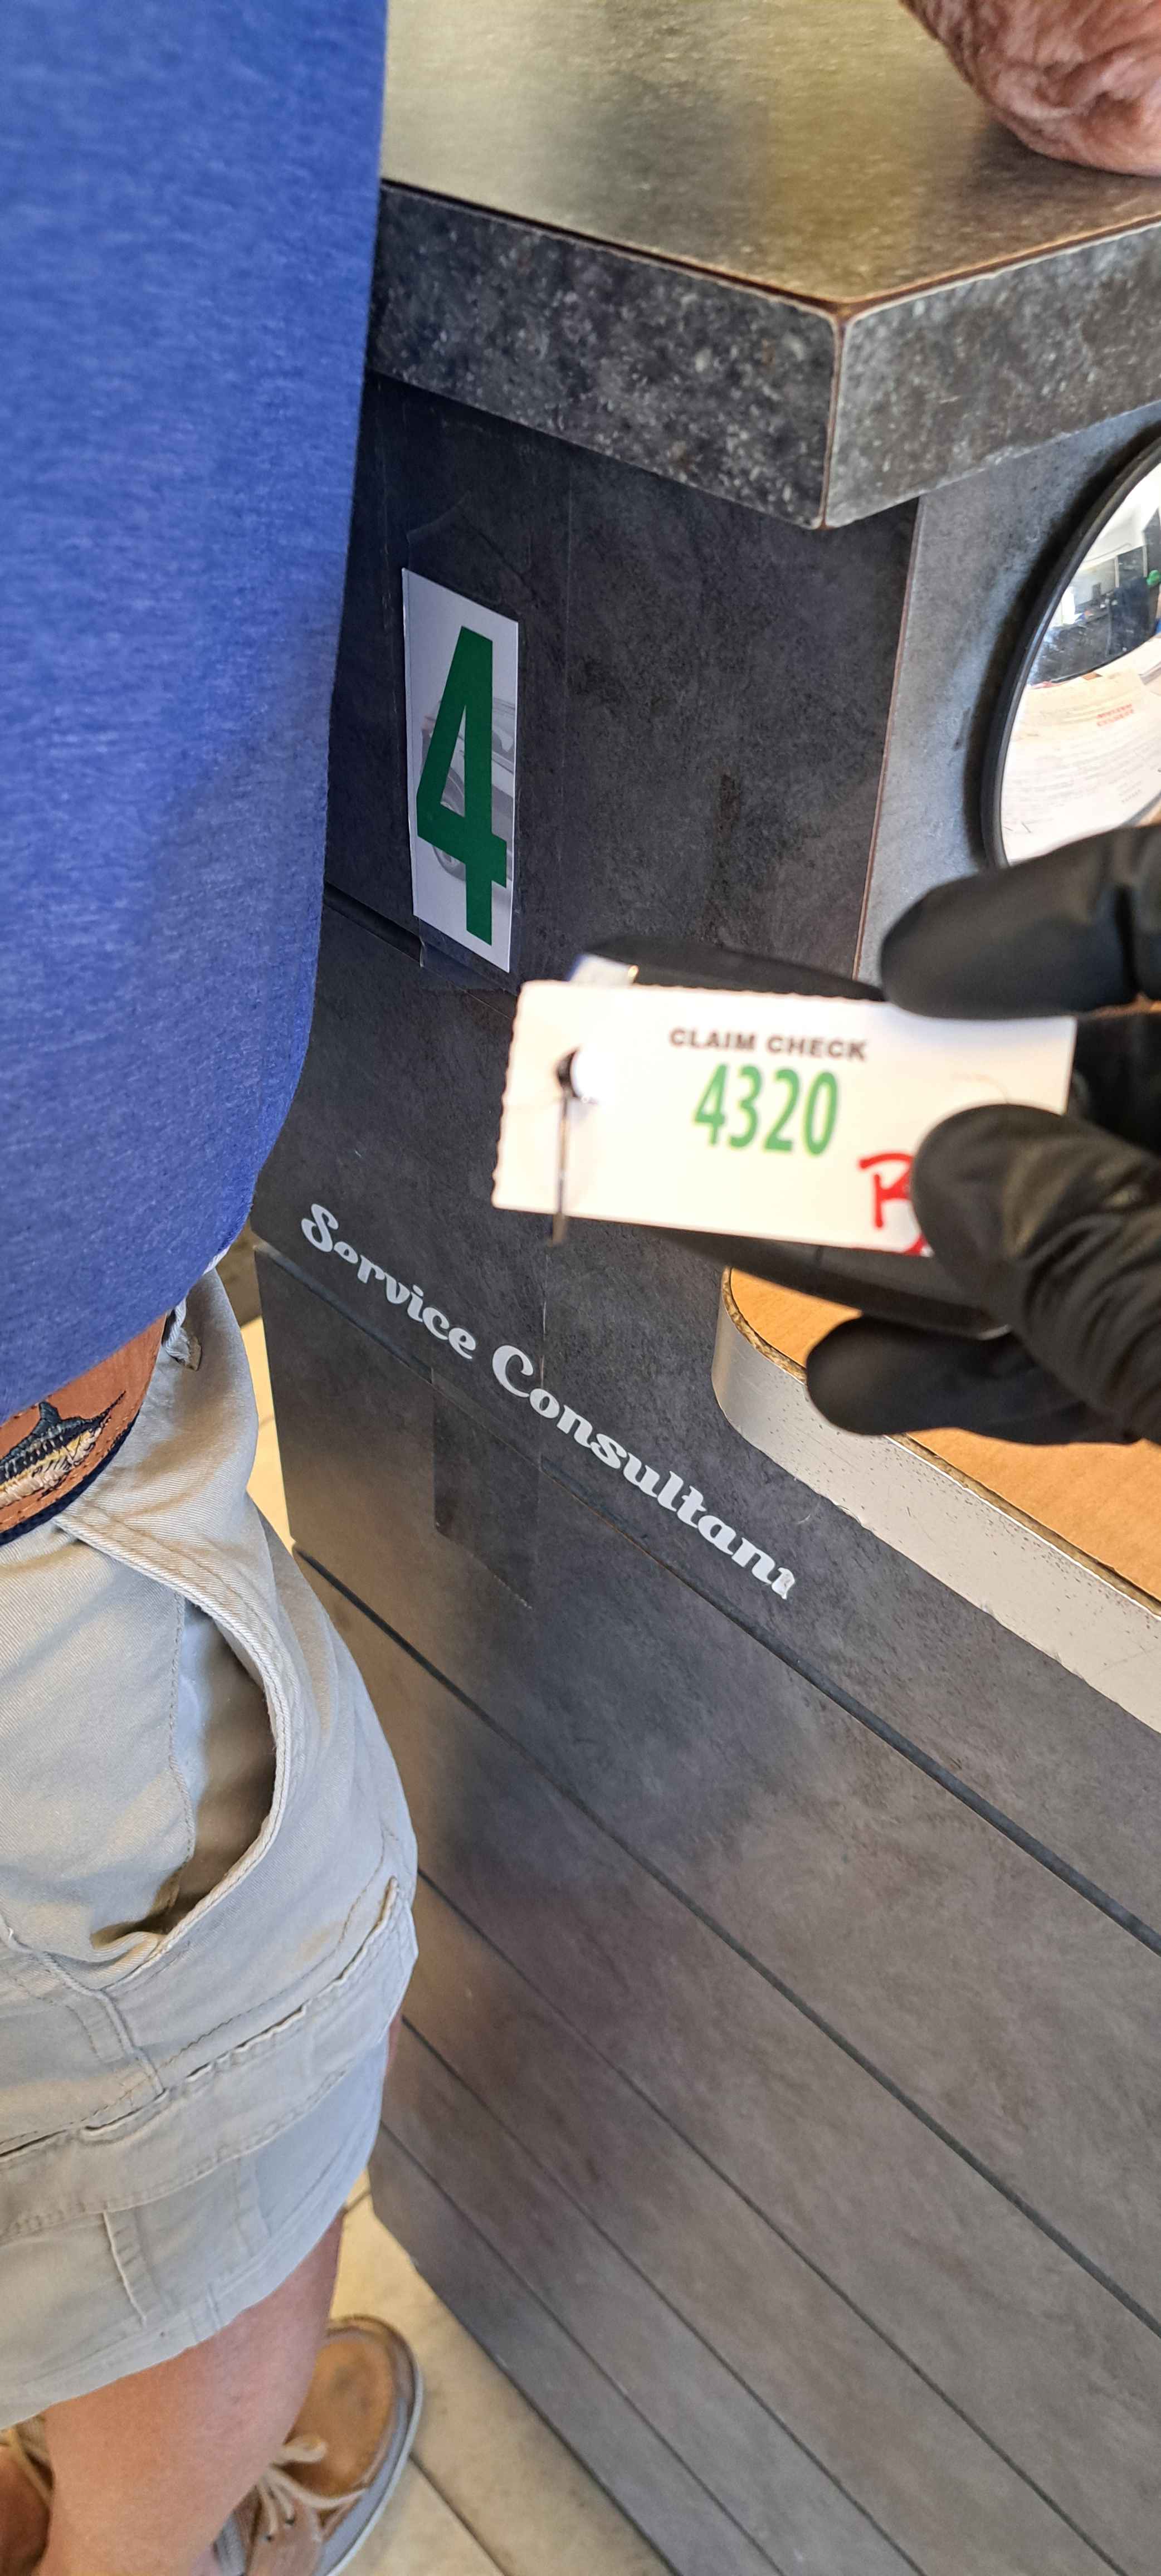 4
CLAIM CHECK
4320
Service Consultant